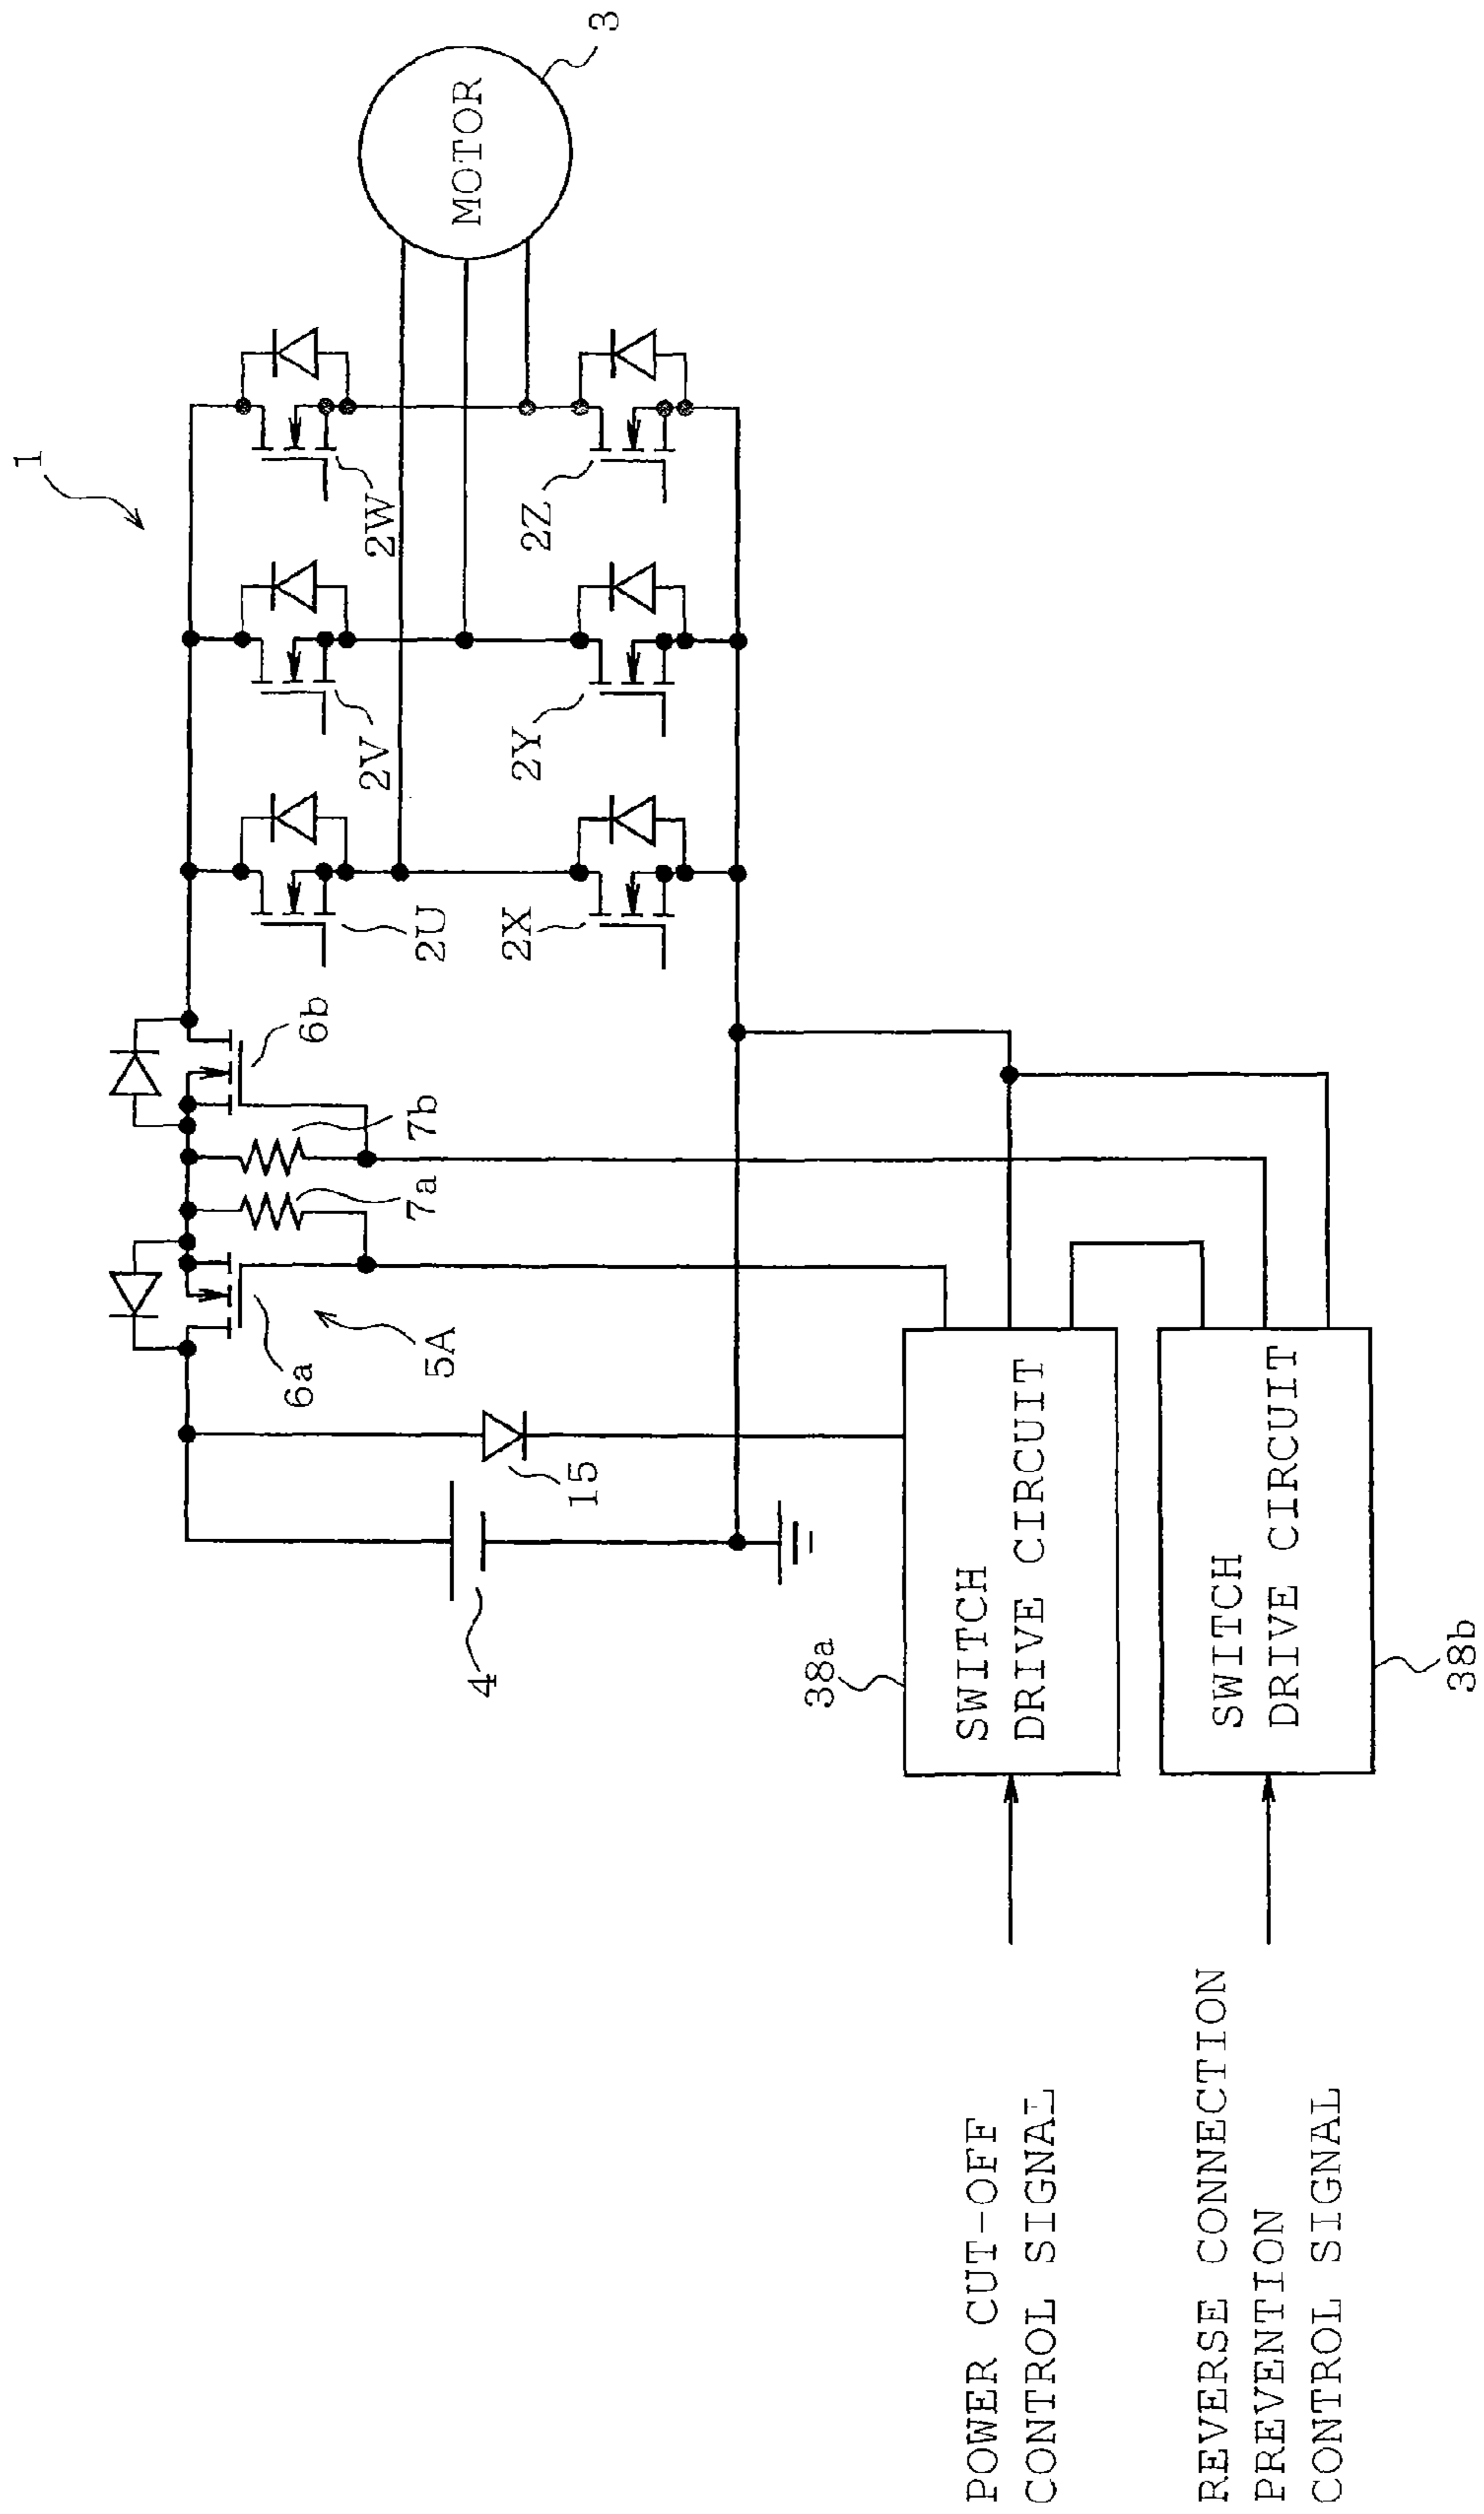 1
MOTOR
3
2W
2Z
2V
2Y
2U
2X
6b
7b
7a
6a
5A
15
4
38a
SWITCH
DRIVE CIRCUIT
SWITCH
DRIVE CIRCUIT
38b
POWER CUT-OFF
CONTROL SIGNAL
REVERSE CONNECTION
PREVENTION
CONTROL SIGNAL